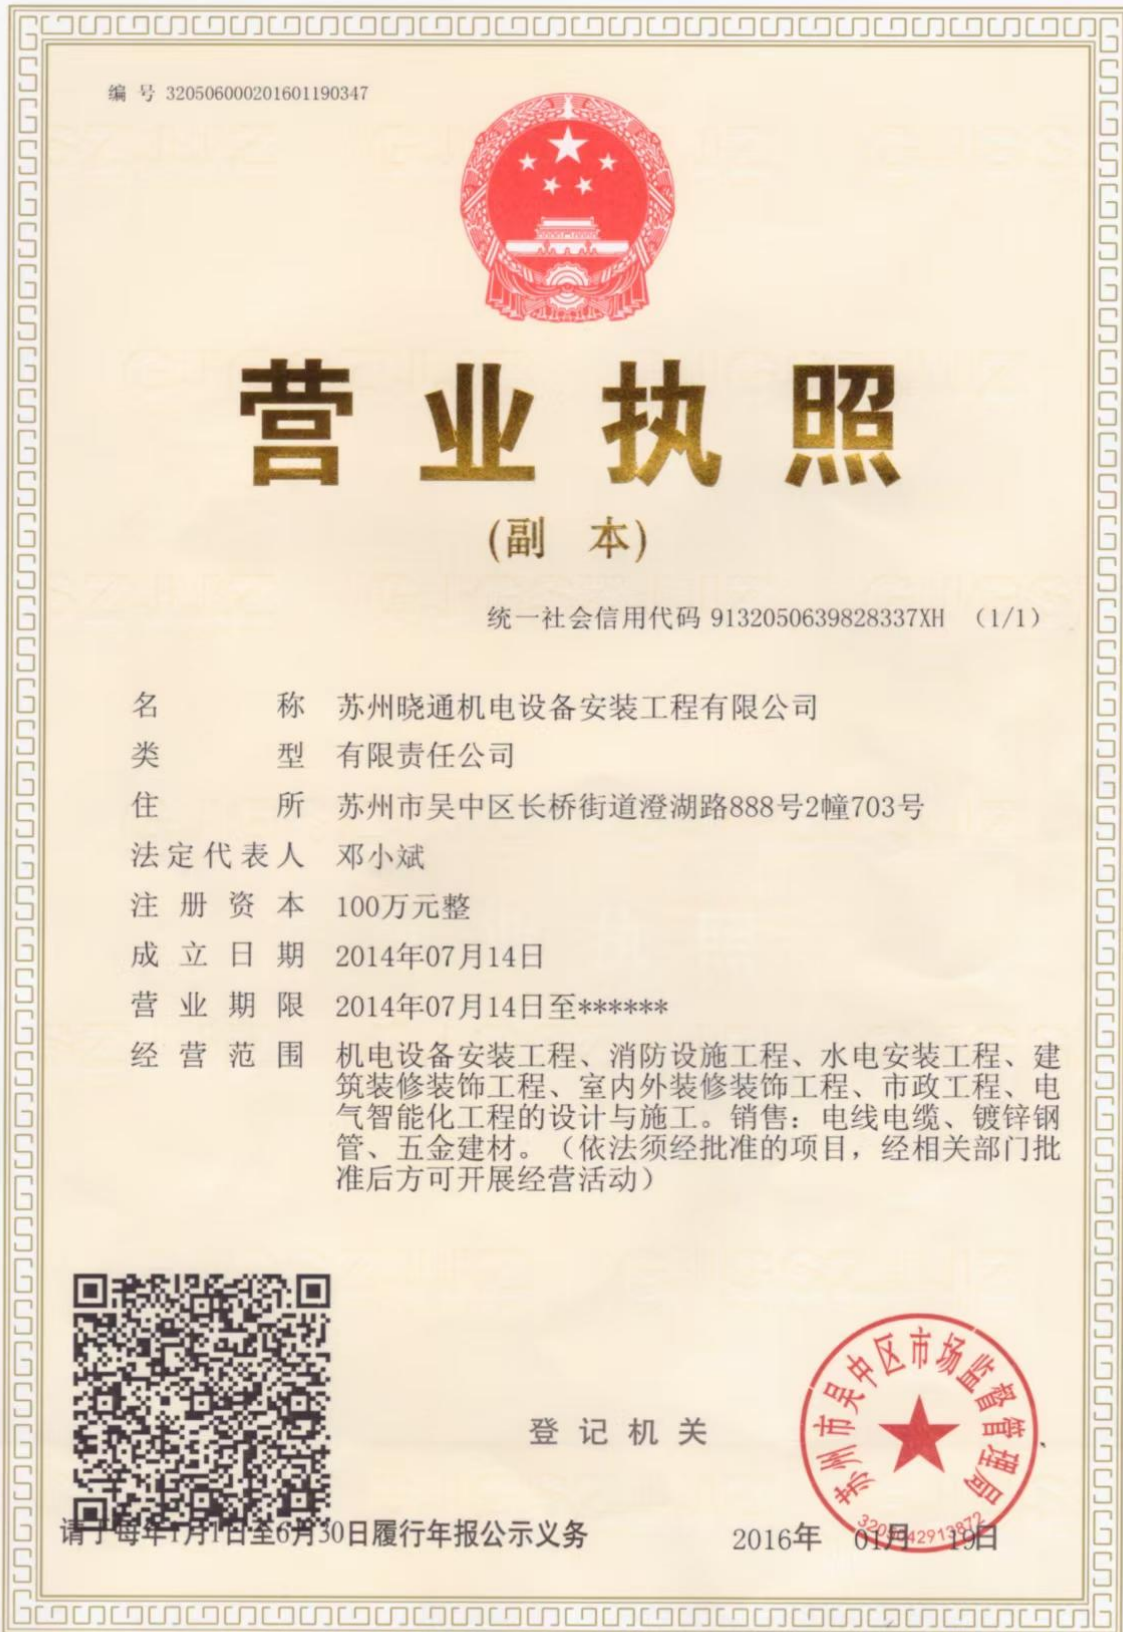 编 号 320506000201601190347
营业执照
(副 本)
统一社会信用代码 9132050639828337XH （1/1）
名 称 苏州晓通机电设备安装工程有限公司
类 型 有限责任公司
住 所 苏州市吴中区长桥街道澄湖路888号2幢703号
法定代表人 邓小斌
注册资本 100万元整
成立日期 2014年07月14日
营业期限 2014年07月14日至******
经营范围 机电设备安装工程、消防设施工程、水电安装工程、建
筑装修装饰工程、室内外装修装饰工程、市政工程、电
气智能化工程的设计与施工。销售：电线电缆、镀锌钢
管、五金建材。（依法须经批准的项目，经相关部门批
准后方可开展经营活动）
苏州市吴中区市场监督管理局
登记机关
请于每年1月1日至6月30日履行年报公示义务
2016年 01月 19日